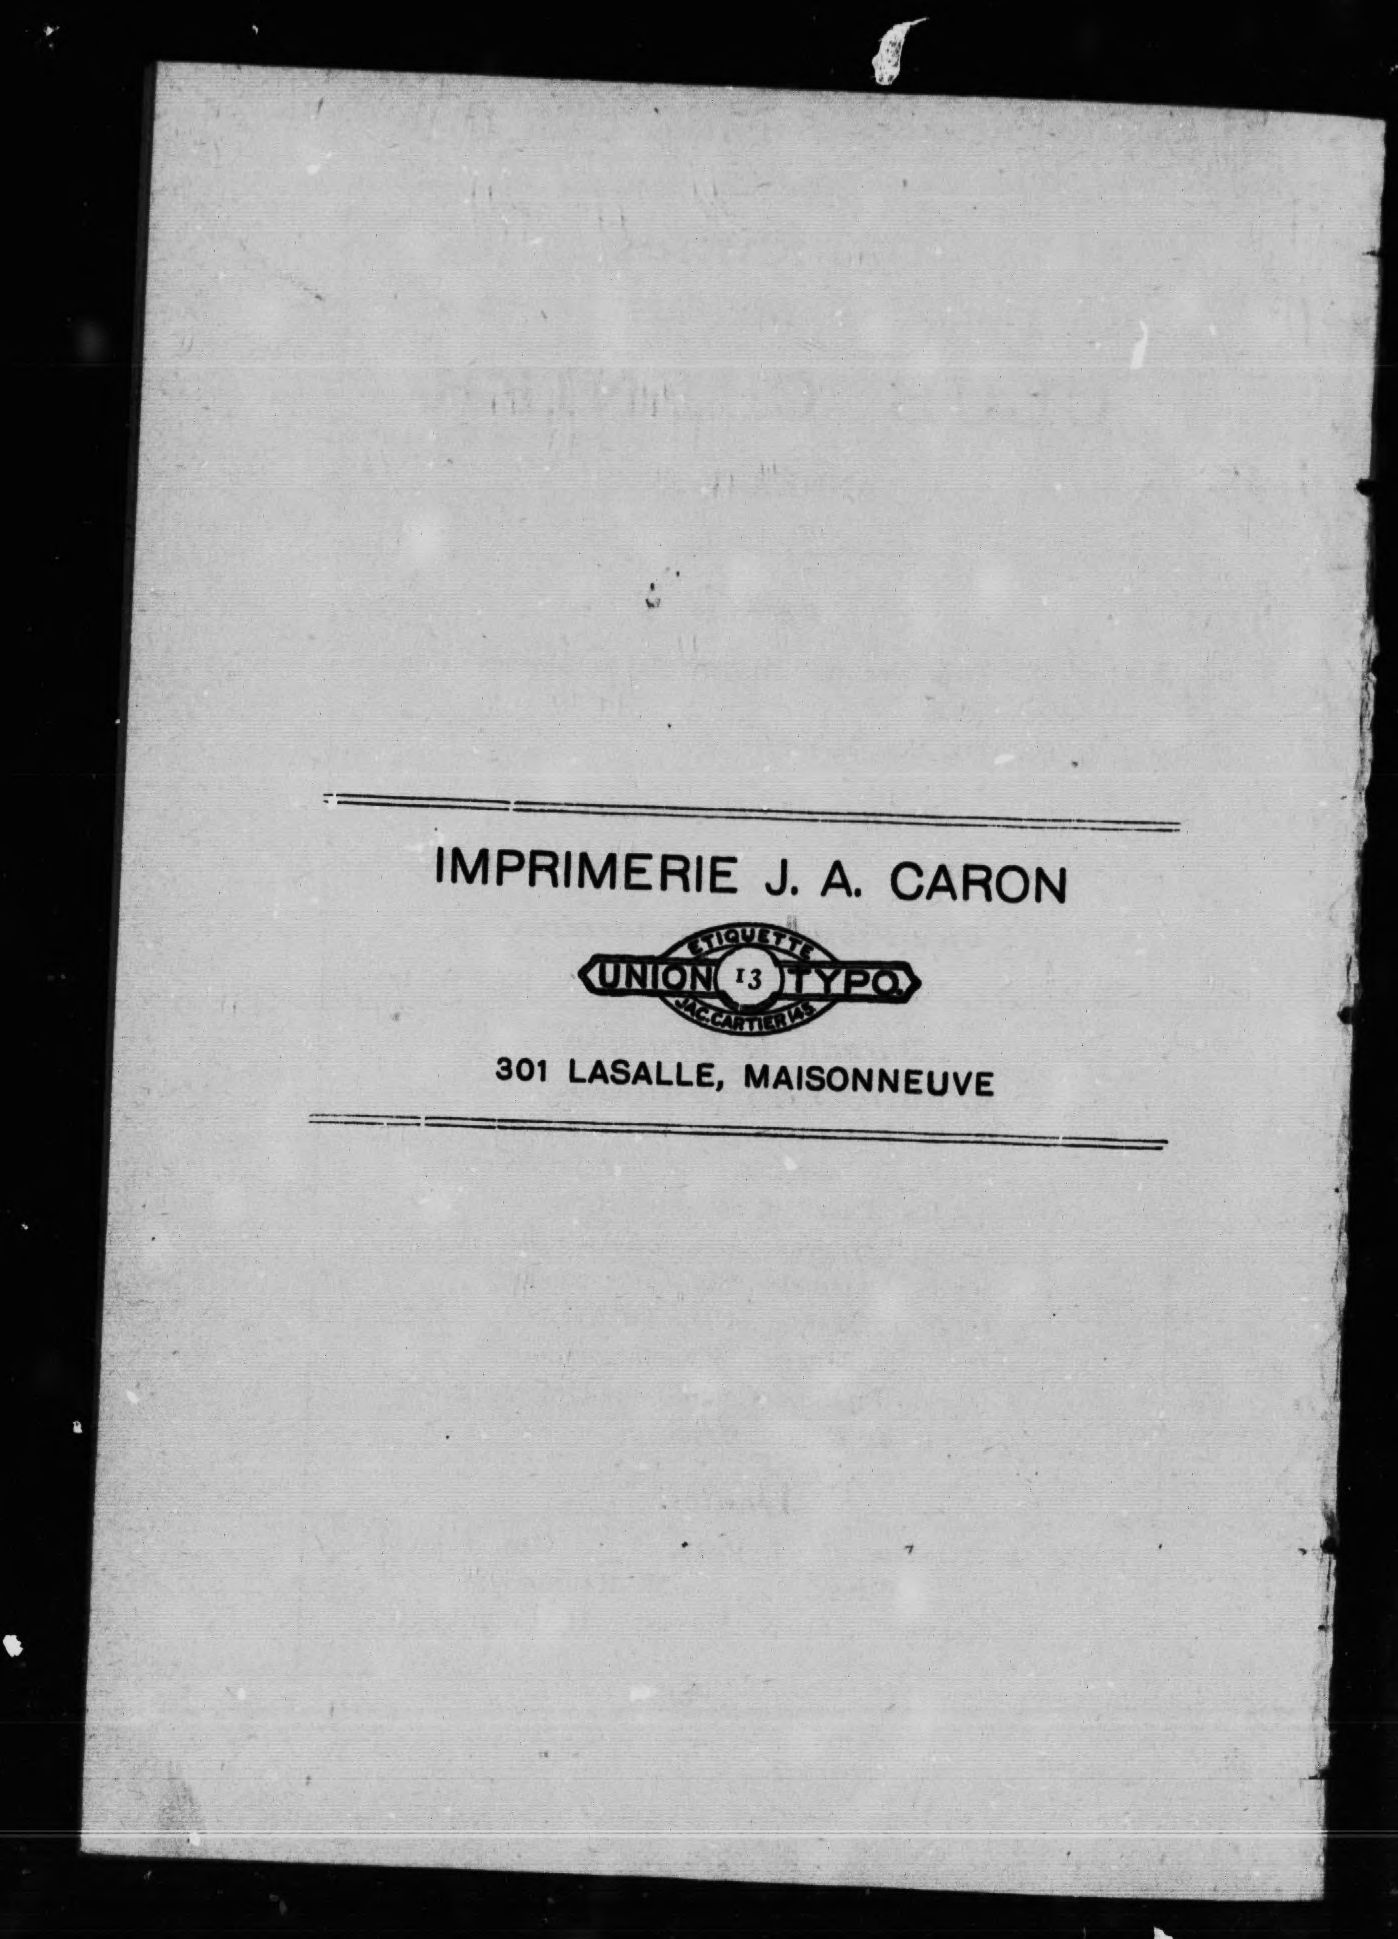 IMPRIMERIE J. A. CARON
ETIQUETTE
UNION 13 TYPO.
JAC. CARTIER 145
301 LASALLE, MAISONNEUVE